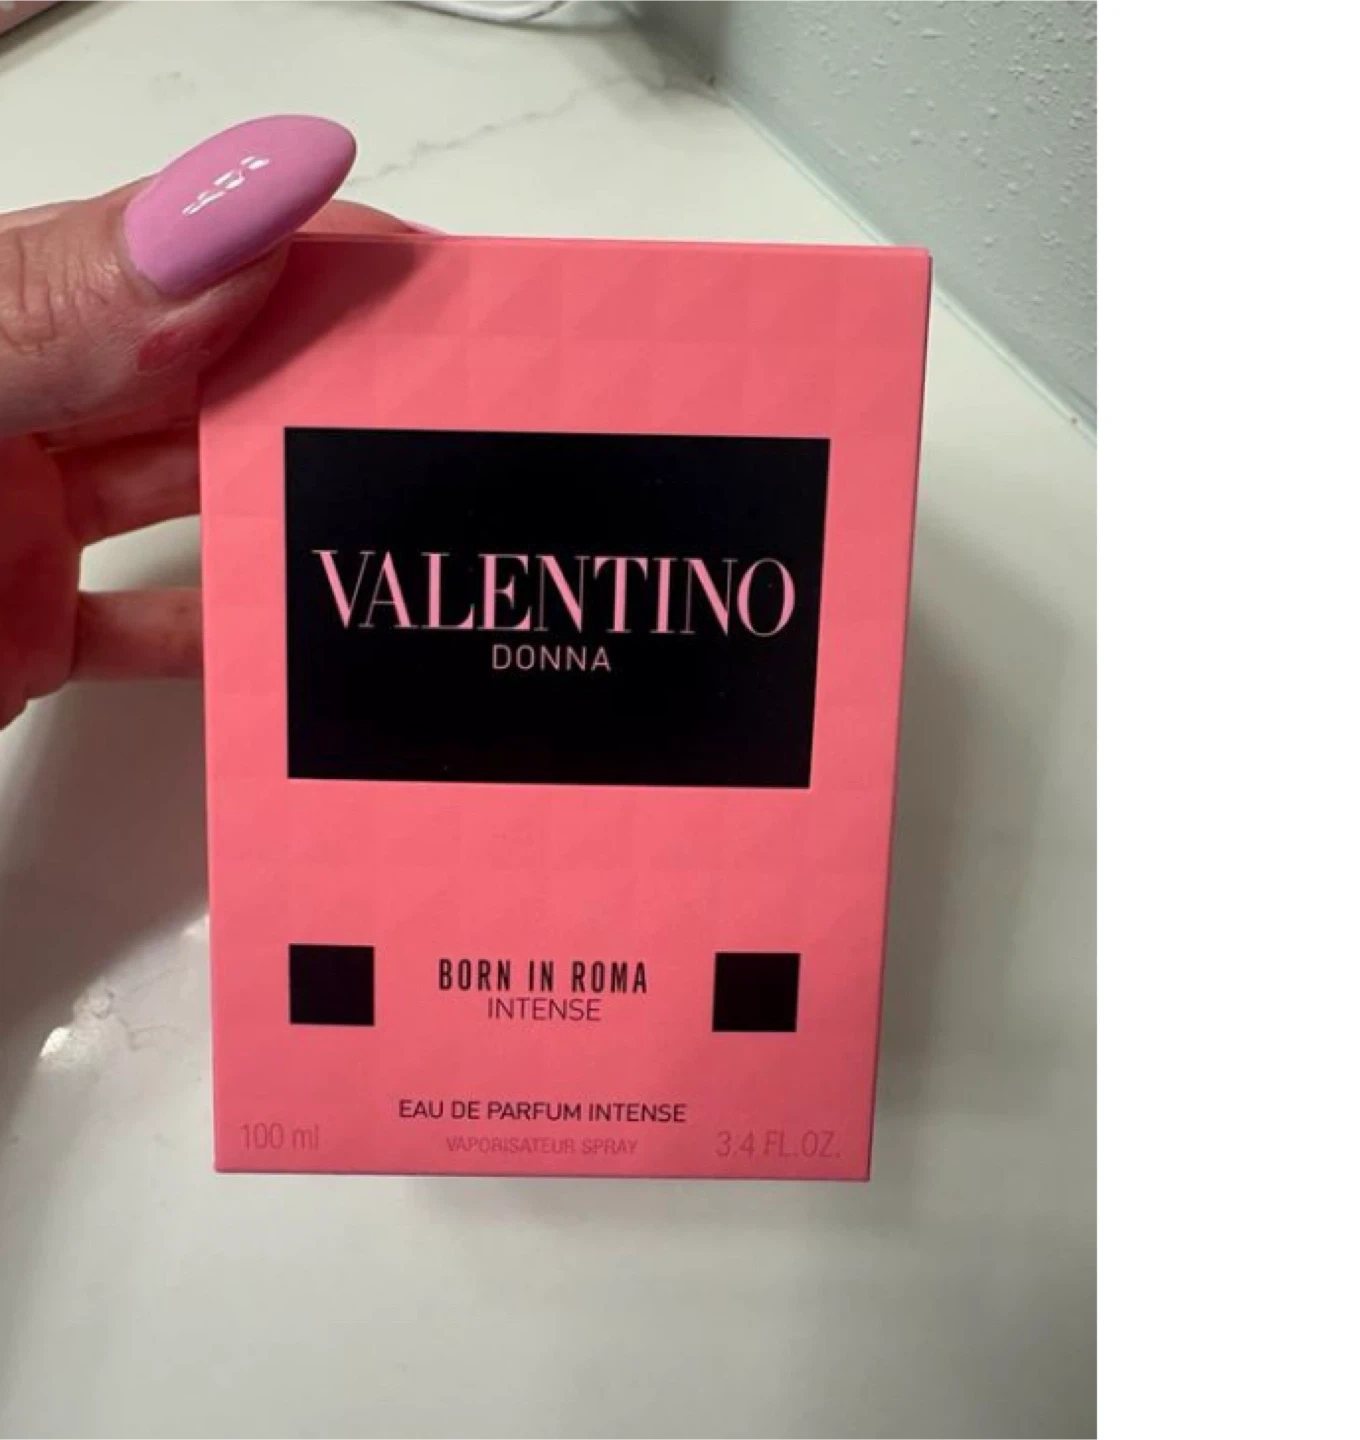 VALENTINO
DONNA
BORN IN ROMA
INTENSE
EAU DE PARFUM INTENSE
100 ml VAPORISATEUR SPRAY 3.4 FL.OZ.